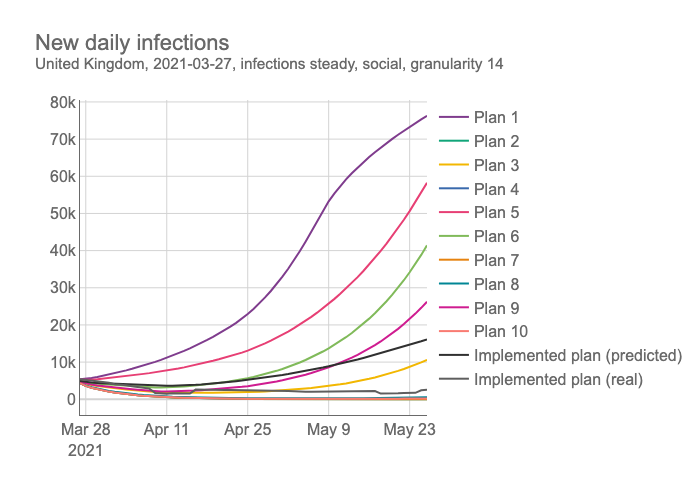 New daily infections
United Kingdom, 2021-03-27, infections steady, social, granularity 14
80k
70k
60k
50k
40k
30k
20k
10k
0
Mar 28
2021
Apr 11
Apr 25
May 9
May 23
Plan 1
Plan 2
Plan 3
Plan 4
Plan 5
Plan 6
Plan 7
Plan 8
Plan 9
Plan 10
Implemented plan (predicted)
Implemented plan (real)